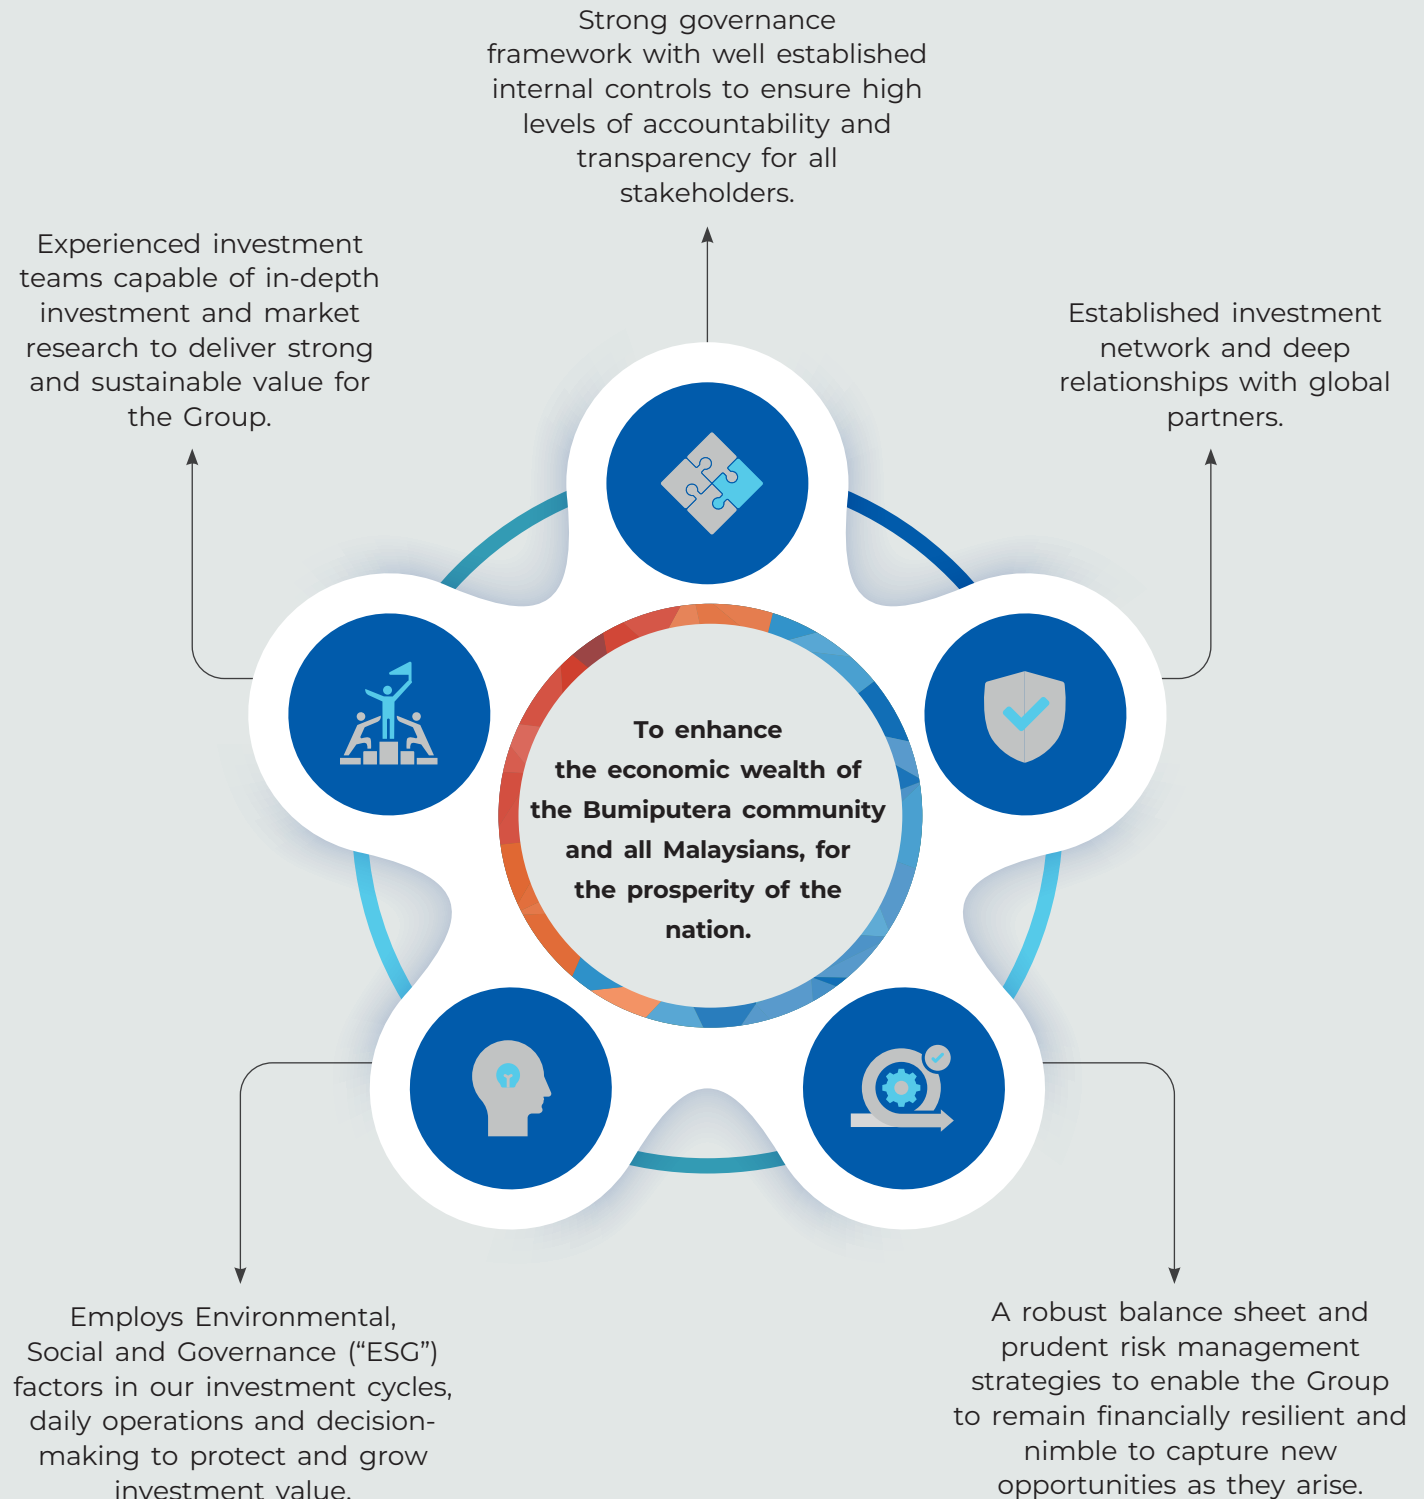 Strong governance
framework with well established
internal controls to ensure high
levels of accountability and
transparency for all
stakeholders.
Experienced investment
teams capable of in-depth
investment and market
research to deliver strong
and sustainable value for
the Group.
Established investment
network and deep
relationships with global
partners.
To enhance
the economic wealth of
the Bumiputera community
and all Malaysians, for
the prosperity of the
nation.
Employs Environmental,
Social and Governance (“ESG”)
factors in our investment cycles,
daily operations and decision-
making to protect and grow
investment value.
A robust balance sheet and
prudent risk management
strategies to enable the Group
to remain financially resilient and
nimble to capture new
opportunities as they arise.